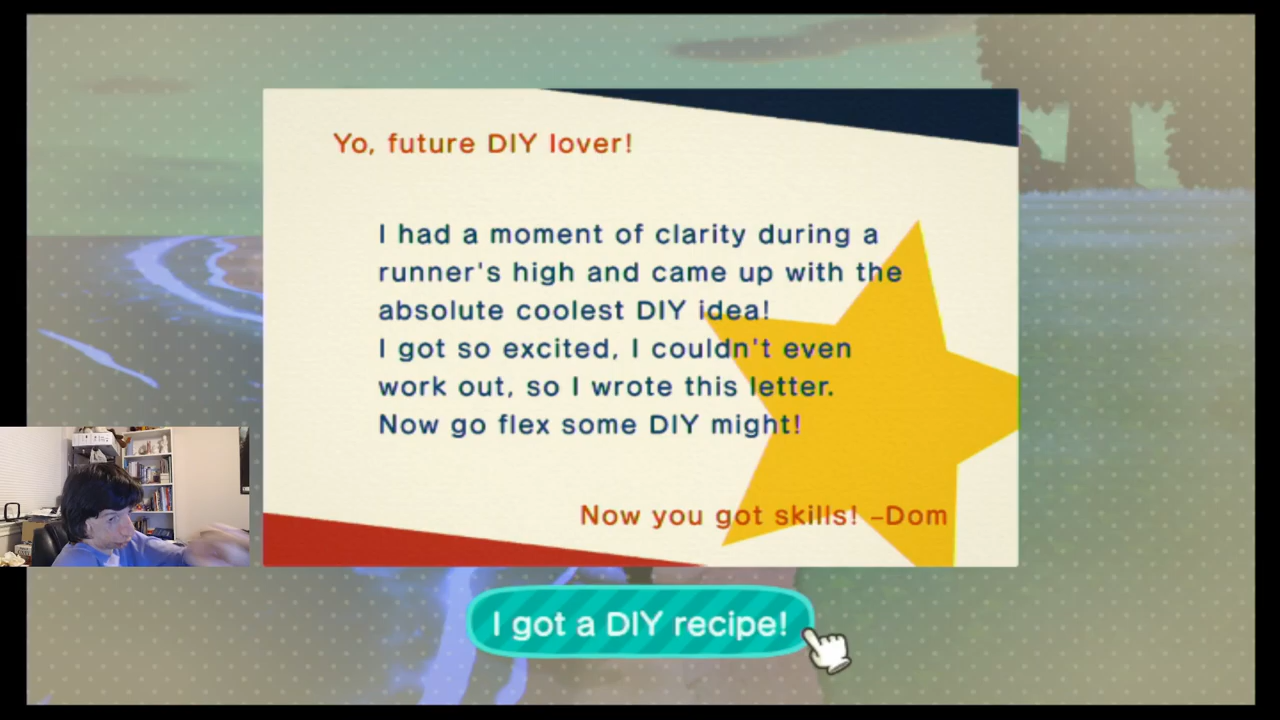 Yo, future DIY lover!
I had a moment of clarity during a
runner's high and came up with the
absolute coolest DIY idea!
I got so excited, I couldn't even
work out, so I wrote this letter.
Now go flex some DIY might!
Now you got skills! –Dom
I got a DIY recipe!